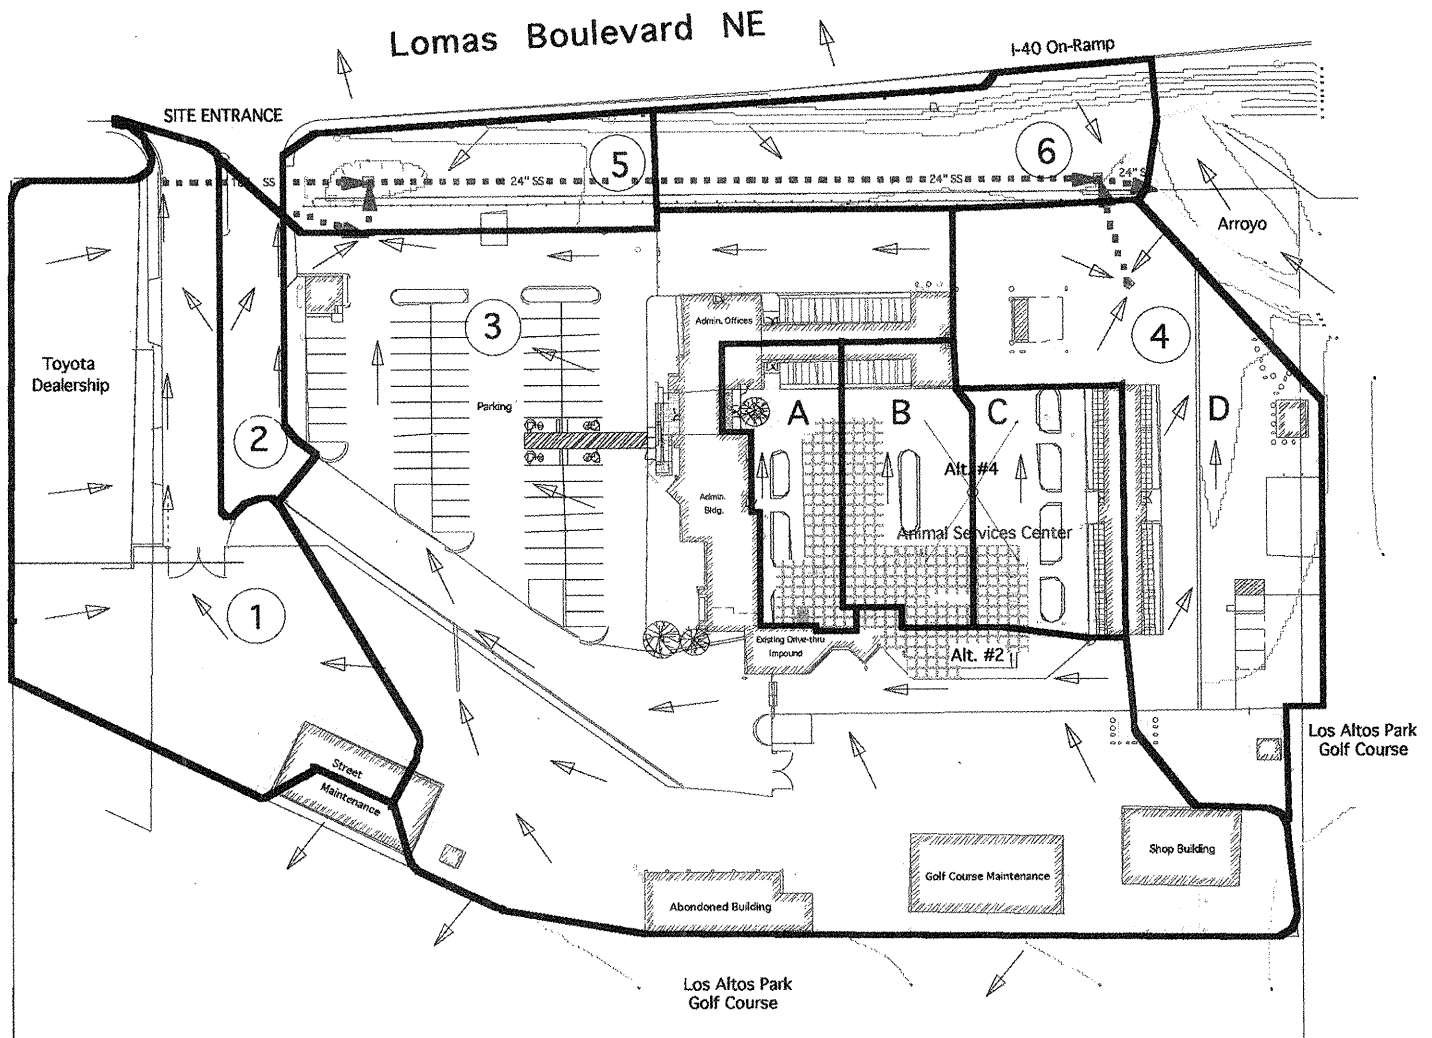 Lomas Boulevard NE
I-40 On-Ramp
SITE ENTRANCE
5
6
SS
24" SS
24" SS
24" S
Arroyo
3
4
Admin. Offices
Toyota
Dealership
Parking
A
B
C
D
2
Alt. #4
Admin.
Bldg.
Animal Services Center
1
Existing Drive-thru
Impound
Alt. #2
Los Altos Park
Golf Course
Street
Maintenance
Shop Building
Golf Course Maintenance
Abondoned Building
Los Altos Park
Golf Course